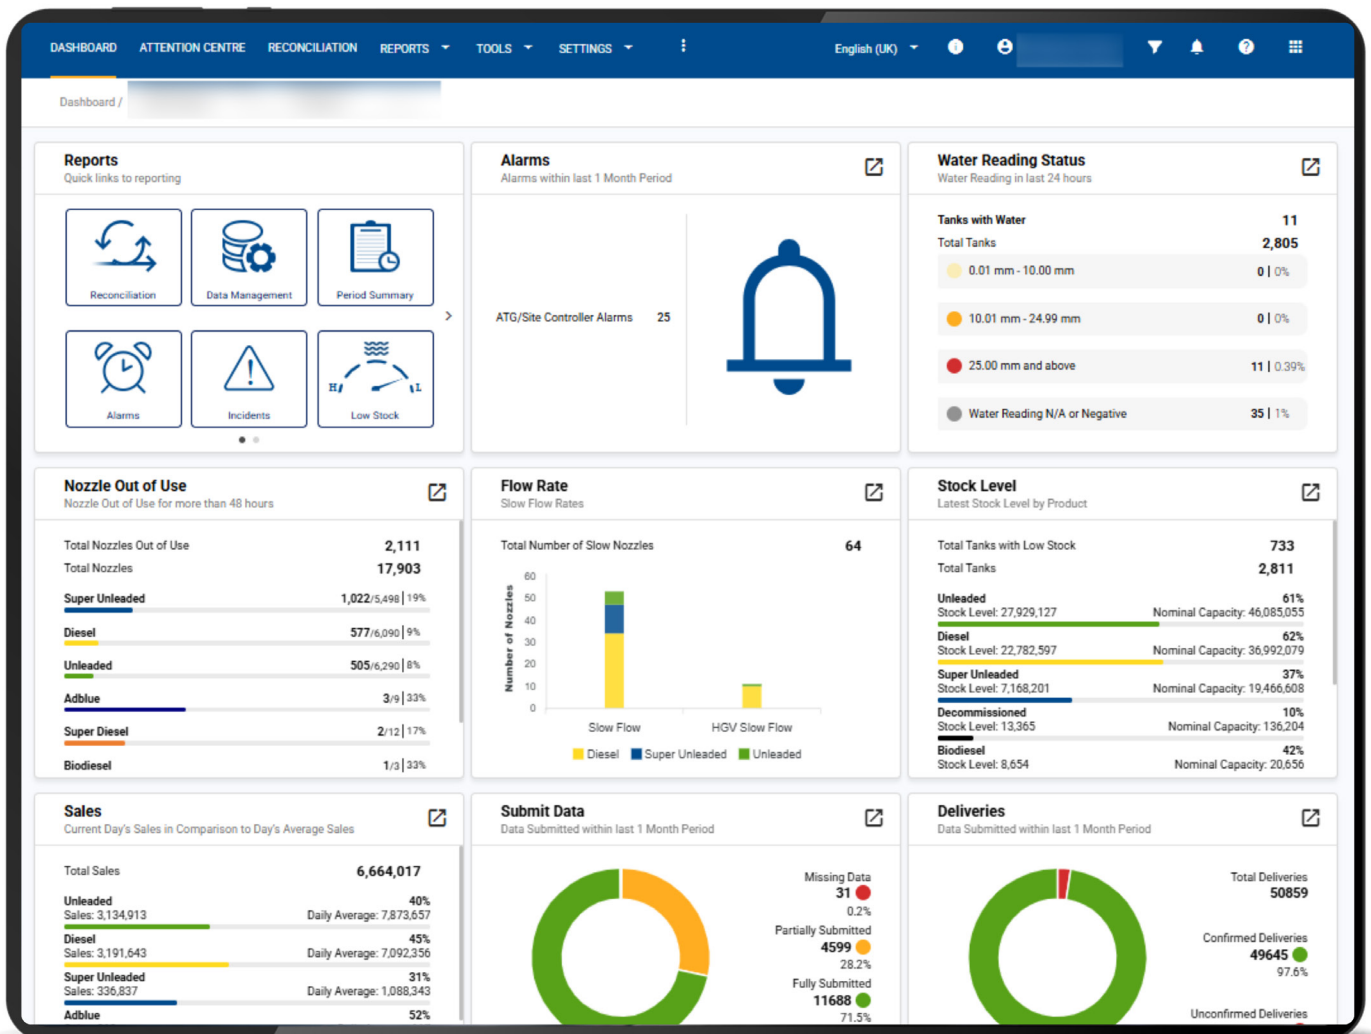 DASHBOARD ATTENTION CENTRE RECONCILIATION REPORTS TOOLS SETTINGS English (UK)
Dashboard /
Reports
Quick links to reporting
Reconciliation Data Management Period Summary
Alarms Incidents H L Low Stock
Alarms
Alarms within last 1 Month Period
ATG/Site Controller Alarms 25
Water Reading Status
Water Reading in last 24 hours
Tanks with Water 11
Total Tanks 2,805
0.01 mm - 10.00 mm 0 | 0%
10.01 mm - 24.99 mm 0 | 0%
25.00 mm and above 11 | 0.39%
Water Reading N/A or Negative 35 | 1%
Nozzle Out of Use
Nozzle Out of Use for more than 48 hours
Total Nozzles Out of Use 2,111
Total Nozzles 17,903
Super Unleaded 1,022/5,498 | 19%
Diesel 577/6,090 | 9%
Unleaded 505/6,290 | 8%
Adblue 3/9 | 33%
Super Diesel 2/12 | 17%
Biodiesel 1/3 | 33%
Flow Rate
Slow Flow Rates
Total Number of Slow Nozzles 64
Number of Nozzles
60
50
40
30
20
10
0
Slow Flow HGV Slow Flow
Diesel Super Unleaded Unleaded
Stock Level
Latest Stock Level by Product
Total Tanks with Low Stock 733
Total Tanks 2,811
Unleaded 61%
Stock Level: 27,929,127 Nominal Capacity: 46,085,055
Diesel 62%
Stock Level: 22,782,597 Nominal Capacity: 36,992,079
Super Unleaded 37%
Stock Level: 7,168,201 Nominal Capacity: 19,466,608
Decommissioned 10%
Stock Level: 13,365 Nominal Capacity: 136,204
Biodiesel 42%
Stock Level: 8,654 Nominal Capacity: 20,656
Sales
Current Day's Sales in Comparison to Day's Average Sales
Total Sales 6,664,017
Unleaded 40%
Sales: 3,134,913 Daily Average: 7,873,657
Diesel 45%
Sales: 3,191,643 Daily Average: 7,092,356
Super Unleaded 31%
Sales: 336,837 Daily Average: 1,088,343
Adblue 52%
Submit Data
Data Submitted within last 1 Month Period
Missing Data
31
0.2%
Partially Submitted
4599
28.2%
Fully Submitted
11688
71.5%
Deliveries
Data Submitted within last 1 Month Period
Total Deliveries
50859
Confirmed Deliveries
49645
97.6%
Unconfirmed Deliveries